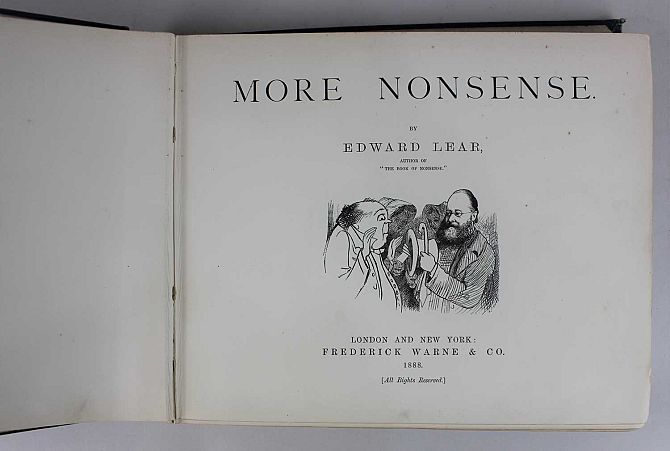 MORE NONSENSE.
BY
EDWARD LEAR,
AUTHOR OF
"THE BOOK OF NONSENSE."
LONDON AND NEW YORK:
FREDERICK WARNE & CO.
1888.
[All Rights Reserved.]